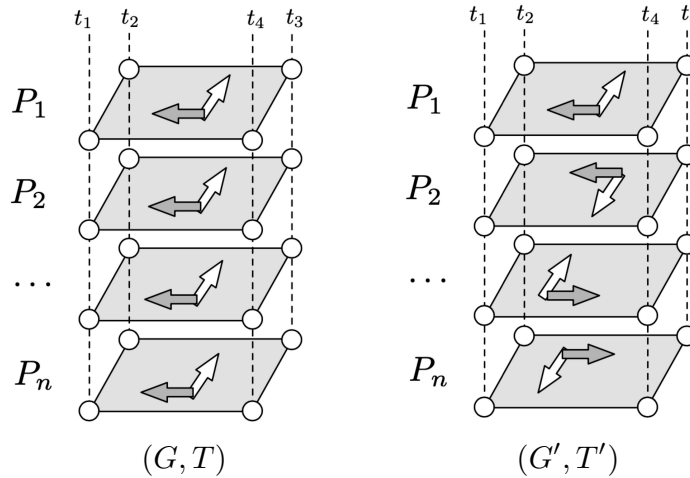 t₁ t₂ t₄ t₃ t₁ t₂ t₄ t
P₁ P₁
P₂ P₂
... ...
Pₙ Pₙ
(G, T) (G′, T′)